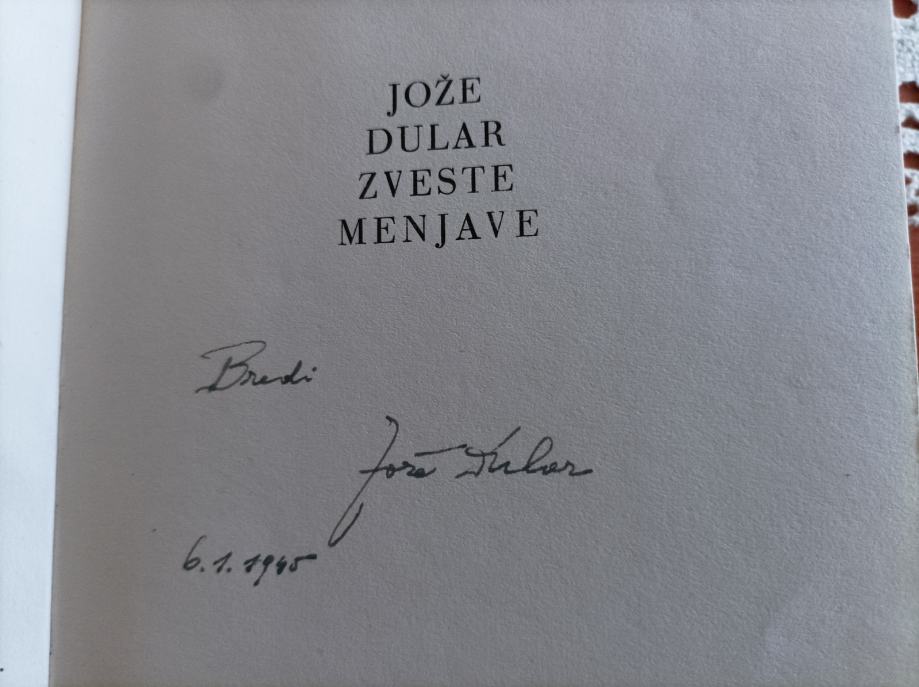 JOŽE
DULAR
ZVESTE
MENJAVE
Bredi
Jože Dular
6.1.1945